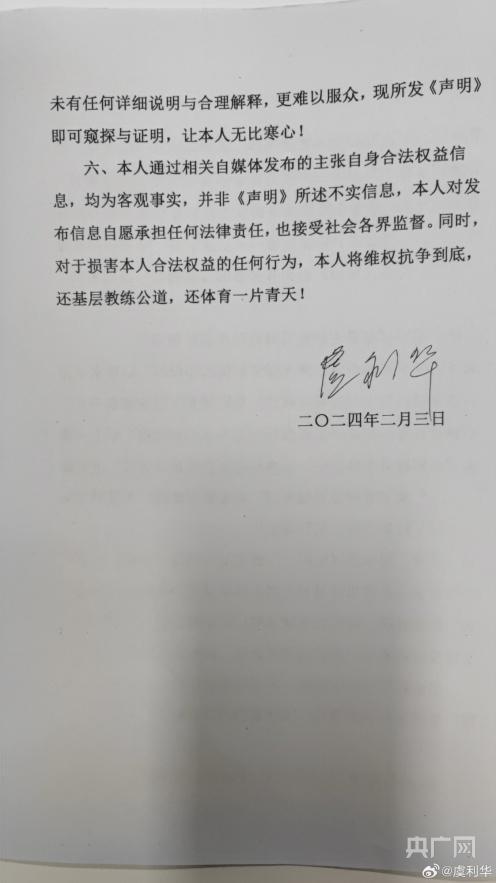 未有任何详细说明与合理解释，更难以服众，现所发《声明》
即可窥探与证明，让本人无比寒心！
六、本人通过相关自媒体发布的主张自身合法权益信
息，均为客观事实，并非《声明》所述不实信息，本人对发
布信息自愿承担任何法律责任，也接受社会各界监督。同时，
对于损害本人合法权益的任何行为，本人将维权抗争到底，
还基层教练公道，还体育一片青天！
虞利华
二〇二四年二月三日
央广网
@虞利华